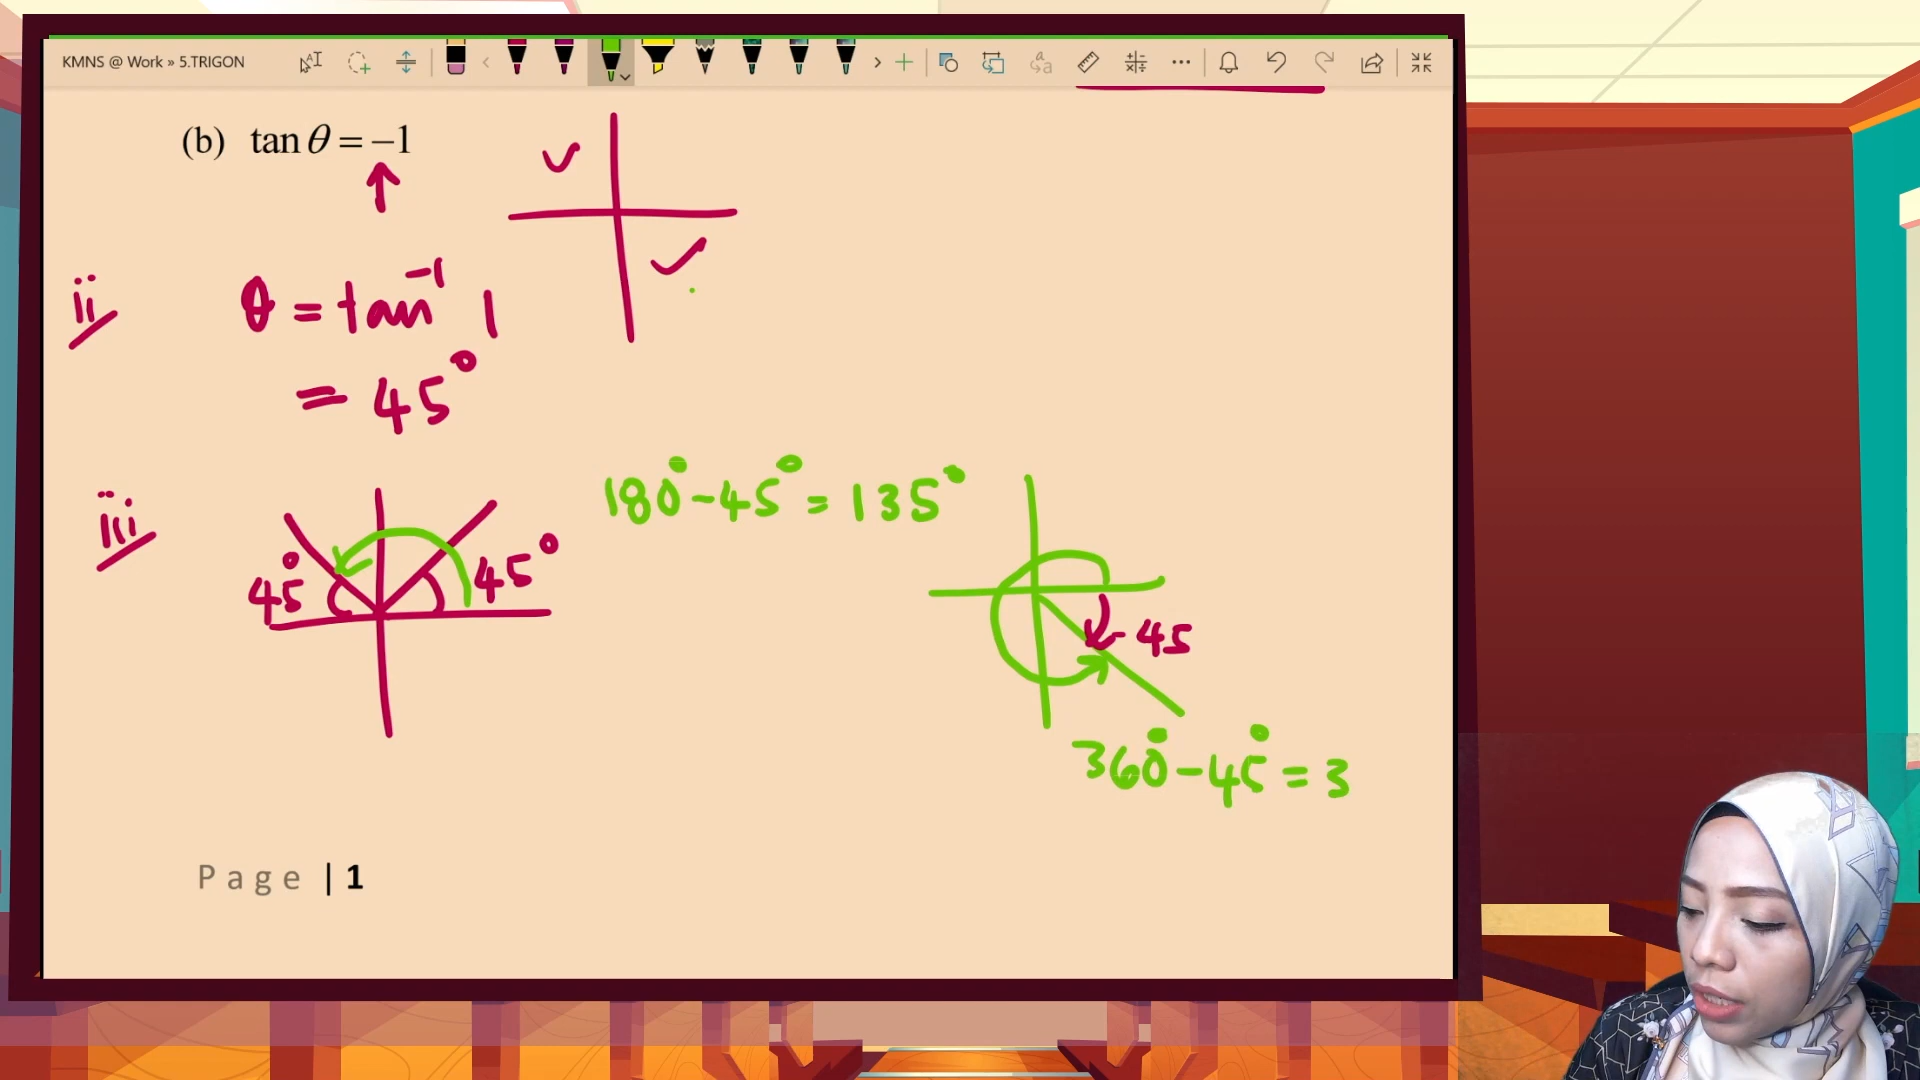 KMNS @ Work » 5.TRIGON
(b) tan θ = −1
ii θ = tan⁻¹ 1
= 45°
iii
45° 45°
180° - 45° = 135°
- 45
360° - 45° = 3
Page | 1